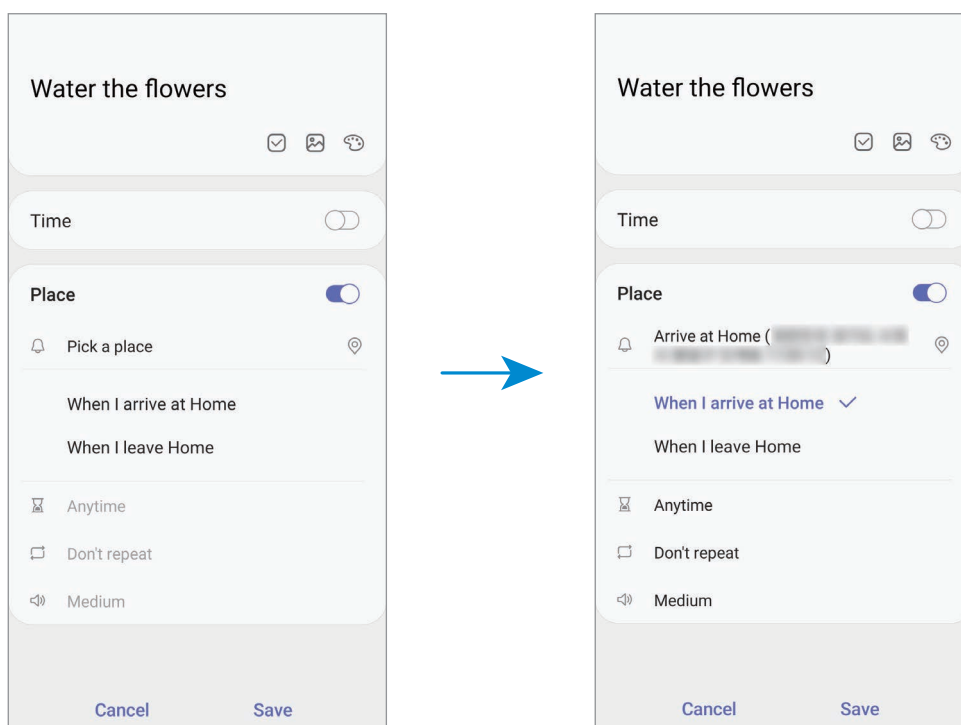 Water the flowers
Time
Place
Pick a place
When I arrive at Home
When I leave Home
Anytime
Don't repeat
Medium
Cancel Save
Water the flowers
Time
Place
Arrive at Home (
)
When I arrive at Home
When I leave Home
Anytime
Don't repeat
Medium
Cancel Save